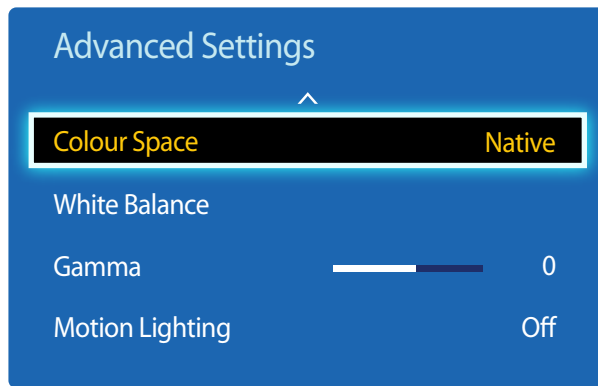 Advanced Settings
Colour Space Native
White Balance
Gamma 0
Motion Lighting Off